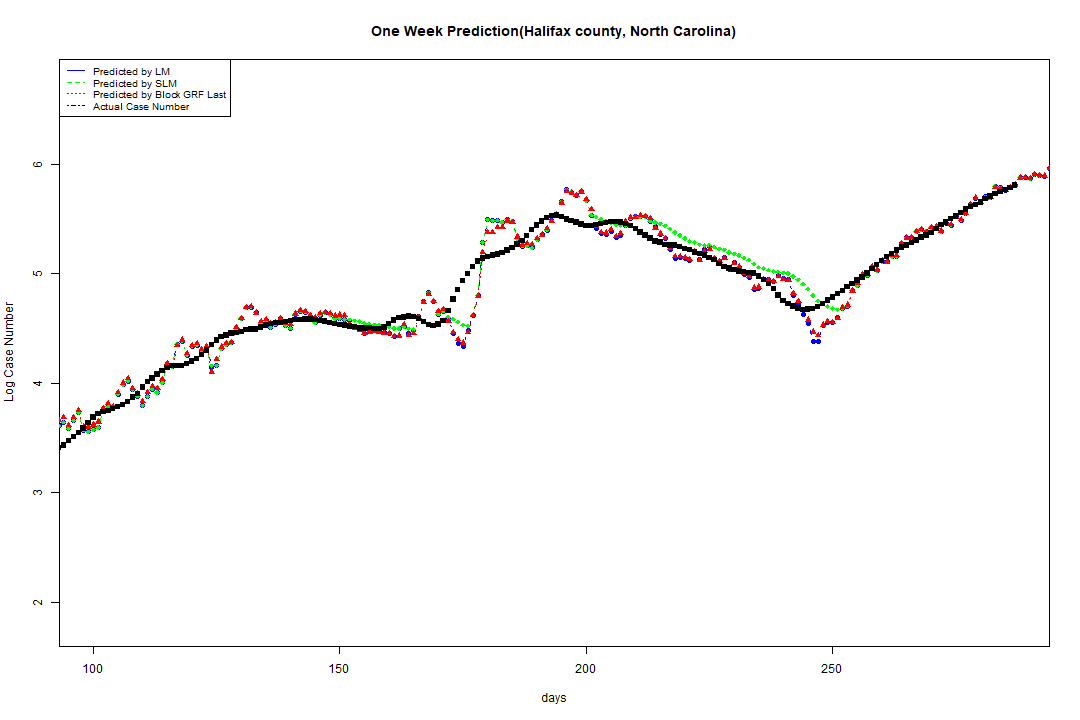 One Week Prediction(Halifax county, North Carolina)
Predicted by LM
Predicted by SLM
Predicted by Block GRF Last
Actual Case Number
6
5
4
3
2
Log Case Number
100 150 200 250
days